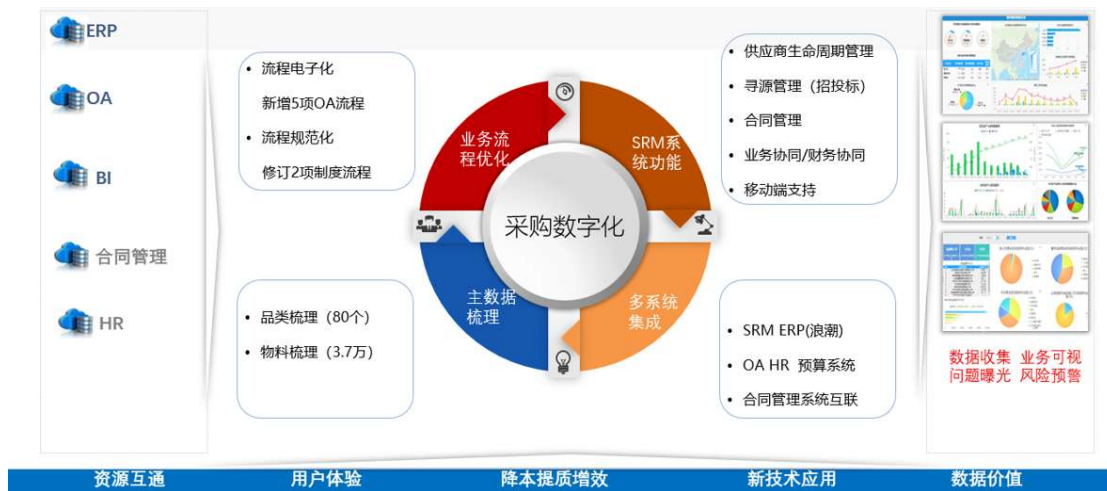 ERP
OA
BI
合同管理
HR
• 流程电子化
新增5项OA流程
• 流程规范化
修订2项制度流程
• 品类梳理（80个）
• 物料梳理（3.7万）
业务流
程优化
SRM系
统功能
采购数字化
主数据
梳理
多系统
集成
• 供应商生命周期管理
• 寻源管理（招投标）
• 合同管理
• 业务协同/财务协同
• 移动端支持
• SRM ERP(浪潮)
• OA HR 预算系统
• 合同管理系统互联
数据收集 业务可视
问题曝光 风险预警
资源互通 用户体验 降本提质增效 新技术应用 数据价值